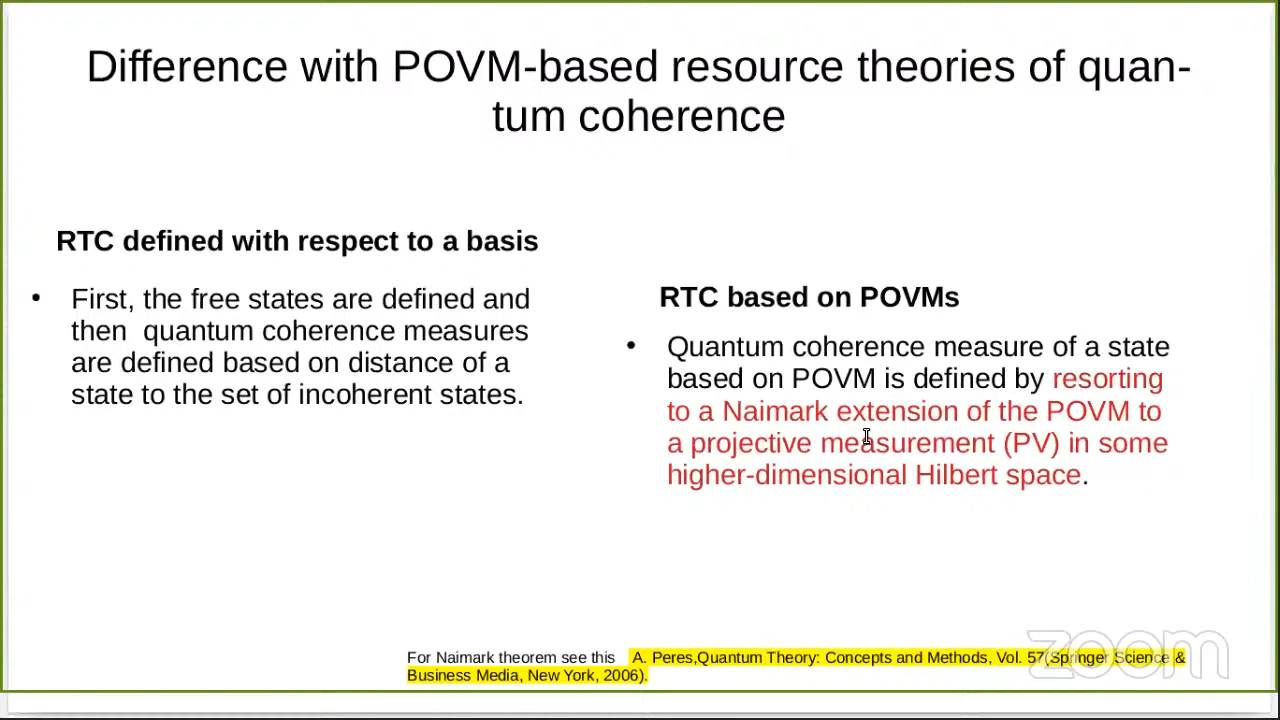 Difference with POVM-based resource theories of quan-
tum coherence
RTC defined with respect to a basis
• First, the free states are defined and
then quantum coherence measures
are defined based on distance of a
state to the set of incoherent states.
RTC based on POVMs
• Quantum coherence measure of a state
based on POVM is defined by resorting
to a Naimark extension of the POVM to
a projective measurement (PV) in some
higher-dimensional Hilbert space.
For Naimark theorem see this A. Peres,Quantum Theory: Concepts and Methods, Vol. 57(Springer Science &
Business Media, New York, 2006).
zoom